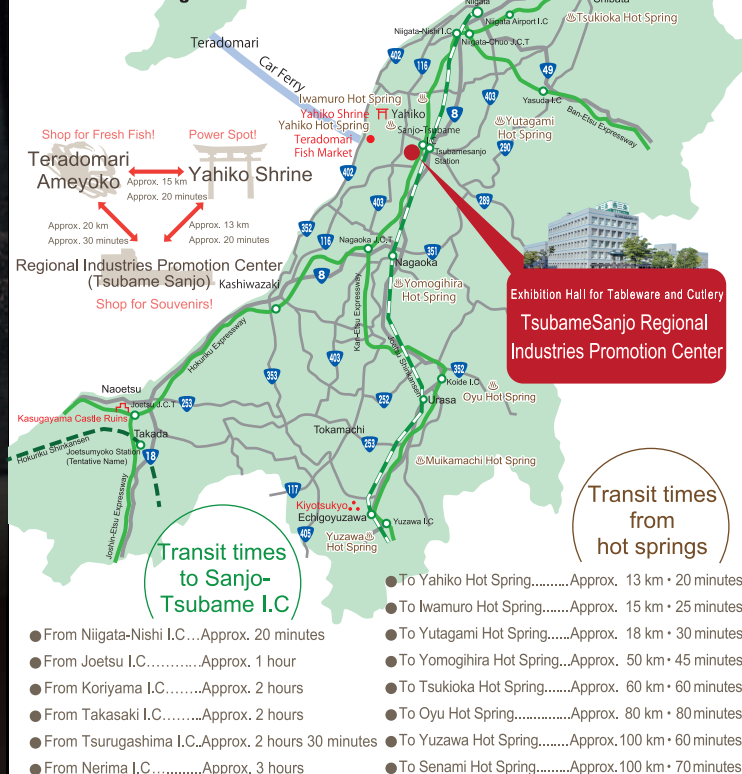 Niigata
Niigata Airport I.C
Tsukioka Hot Spring
Niigata-Nishi I.C
Niigata-Chuo J.C.T
Teradomari
Car Ferry
402
116
49
Iwamuro Hot Spring
403
Yasuda I.C
Yahiko Shrine
Yahiko
8
Ban-Etsu Expressway
Yahiko Hot Spring
Sanjo-Tsubame
Yutagami
Hot Spring
Teradomari
Fish Market
Tsubamesanjo
Station
290
Shop for Fresh Fish!
Power Spot!
Teradomari
Ameyoko
Approx. 15 km
Approx. 20 minutes
Yahiko Shrine
402
403
289
Approx. 20 km
Approx. 30 minutes
Approx. 13 km
Approx. 20 minutes
352
116
Nagaoka J.C.T
351
Regional Industries Promotion Center
(Tsubame Sanjo)
Shop for Souvenirs!
Kashiwazaki
8
Nagaoka
Yomogihira
Hot Spring
Exhibition Hall for Tableware and Cutlery
TsubameSanjo Regional
Industries Promotion Center
Hokuriku Expressway
Kan-Etsu Expressway
Joetsu Shinkansen
403
353
352
Koide I.C
Oyu Hot Spring
Naoetsu
Joetsu J.C.T
253
252
Urasa
Kasugayama Castle Ruins
Takada
Tokamachi
253
Hokuriku Shinkansen
Joetsumyoko Station
(Tentative Name)
18
Muikamachi Hot Spring
117
Joshin-Etsu Expressway
Kiyotsukyo
Echigoyuzawa
405
Yuzawa I.C
Yuzawa
Hot Spring
Transit times
to Sanjo-
Tsubame I.C
Transit times
from
hot springs
●From Niigata-Nishi I.C...Approx. 20 minutes
●From Joetsu I.C...........Approx. 1 hour
●From Koriyama I.C.......Approx. 2 hours
●From Takasaki I.C........Approx. 2 hours
●From Tsurugashima I.C..Approx. 2 hours 30 minutes
●From Nerima I.C..........Approx. 3 hours
●To Yahiko Hot Spring.........Approx. 13 km・20 minutes
●To Iwamuro Hot Spring......Approx. 15 km・25 minutes
●To Yutagami Hot Spring......Approx. 18 km・30 minutes
●To Yomogihira Hot Spring...Approx. 50 km・45 minutes
●To Tsukioka Hot Spring......Approx. 60 km・60 minutes
●To Oyu Hot Spring.............Approx. 80 km・80 minutes
●To Yuzawa Hot Spring.......Approx.100 km・60 minutes
●To Senami Hot Spring.......Approx.100 km・70 minutes